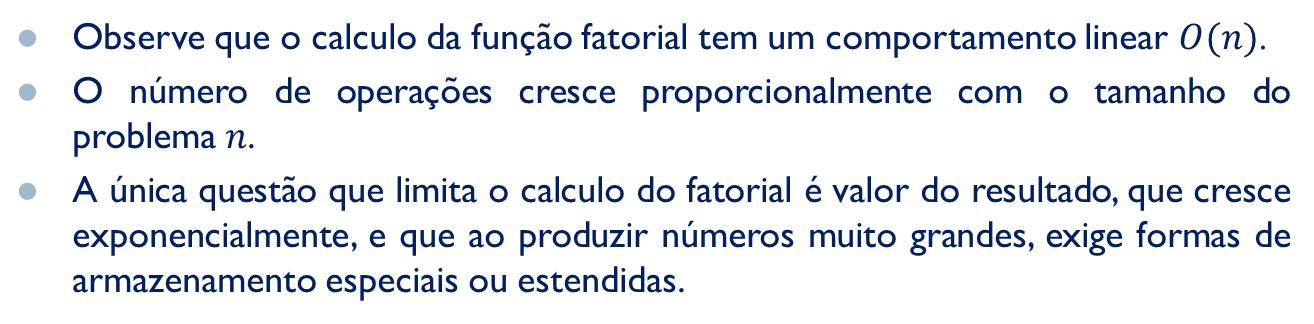 Observe que o calculo da função fatorial tem um comportamento linear O(n).
O número de operações cresce proporcionalmente com o tamanho do
problema n.
A única questão que limita o calculo do fatorial é valor do resultado, que cresce
exponencialmente, e que ao produzir números muito grandes, exige formas de
armazenamento especiais ou estendidas.